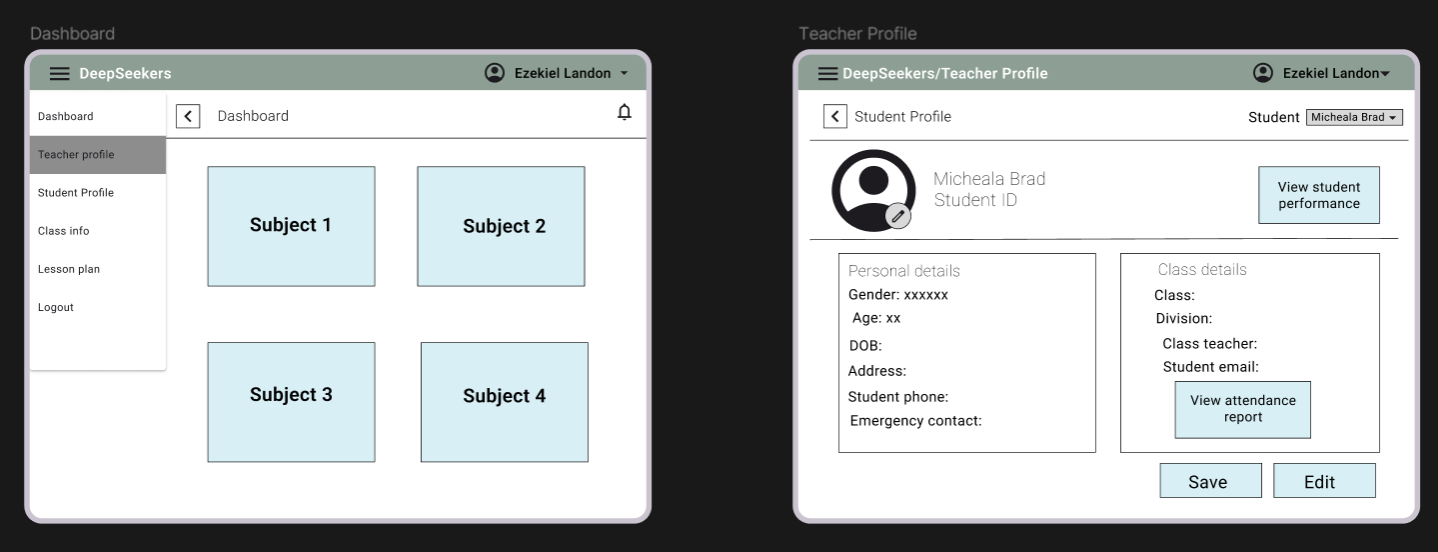 Dashboard
DeepSeekers
Ezekiel Landon
Dashboard
Teacher profile
Student Profile
Class info
Lesson plan
Logout
Dashboard
Subject 1
Subject 2
Subject 3
Subject 4
Teacher Profile
DeepSeekers/Teacher Profile
Ezekiel Landon
Student Profile
Student
Micheala Brad
Micheala Brad
Student ID
View student
performance
Personal details
Gender: xxxxxx
Age: xx
DOB:
Address:
Student phone:
Emergency contact:
Class details
Class:
Division:
Class teacher:
Student email:
View attendance
report
Save
Edit